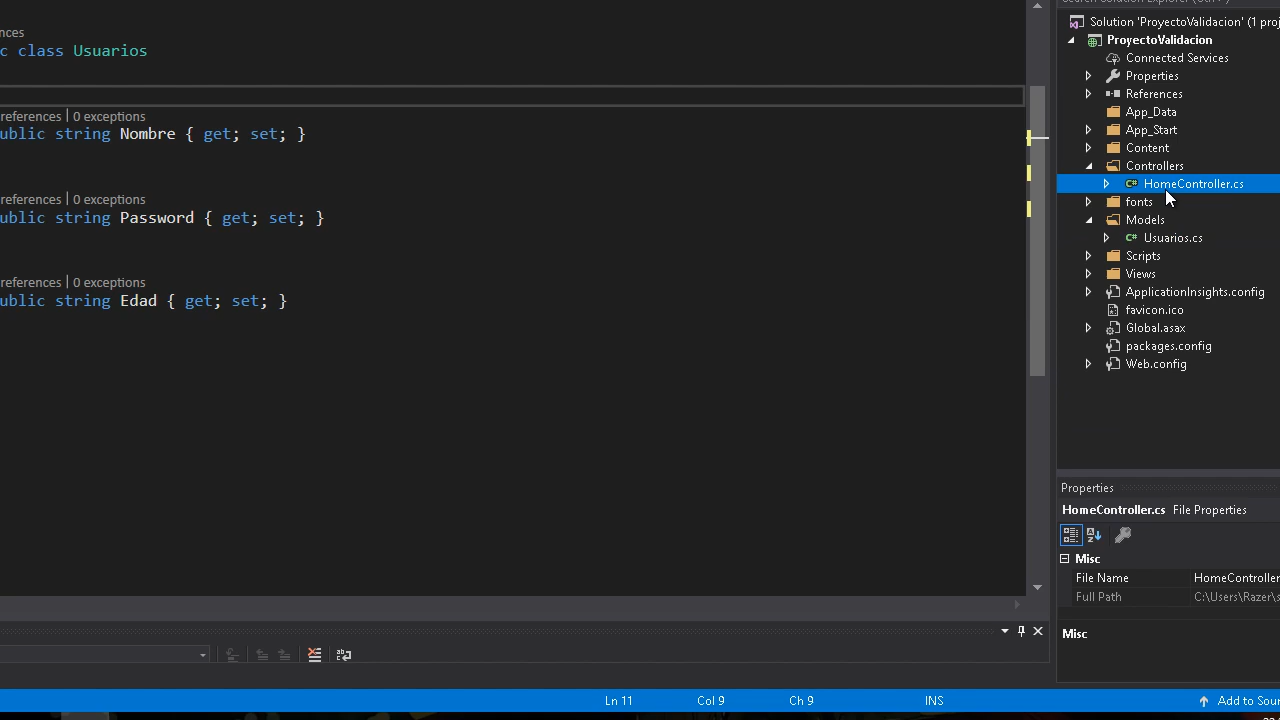 nces
c class Usuarios
references | 0 exceptions
ublic string Nombre { get; set; }
references | 0 exceptions
ublic string Password { get; set; }
references | 0 exceptions
ublic string Edad { get; set; }
Solution 'ProyectoValidacion' (1 proj
ProyectoValidacion
Connected Services
Properties
References
App_Data
App_Start
Content
Controllers
C# HomeController.cs
fonts
Models
C# Usuarios.cs
Scripts
Views
ApplicationInsights.config
favicon.ico
Global.asax
packages.config
Web.config
Properties
HomeController.cs File Properties
Misc
File Name HomeController
Full Path C:\Users\Razer\s
Misc
Ln 11 Col 9 Ch 9 INS Add to Sour